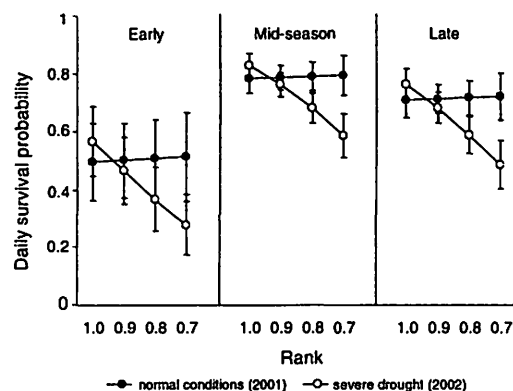 Early
Mid-season
Late
Daily survival probability
1.0
0.8
0.6
0.4
0.2
0
1.0 0.9 0.8 0.7
1.0 0.9 0.8 0.7
1.0 0.9 0.8 0.7
Rank
normal conditions (2001)
severe drought (2002)